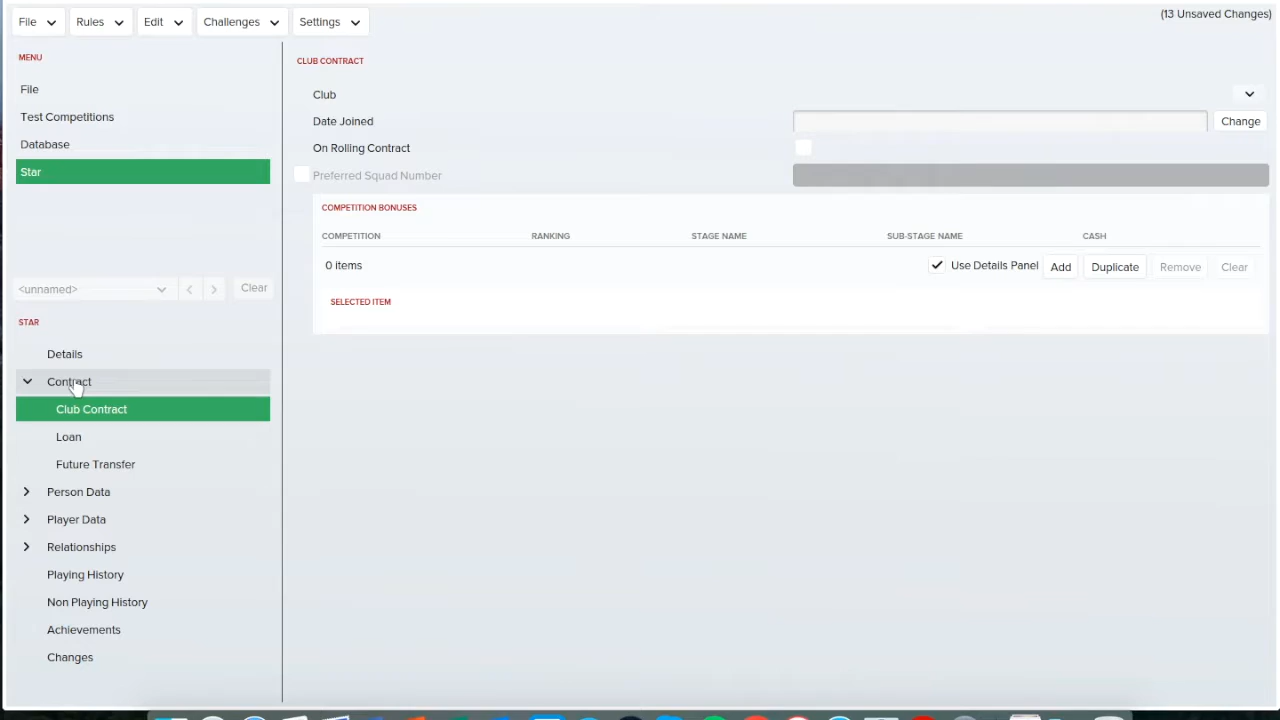 File
Rules
Edit
Challenges
Settings
(13 Unsaved Changes)
MENU
File
Test Competitions
Database
Star
<unnamed>
Clear
STAR
Details
Contract
Club Contract
Loan
Future Transfer
Person Data
Player Data
Relationships
Playing History
Non Playing History
Achievements
Changes
CLUB CONTRACT
Club
Date Joined
Change
On Rolling Contract
Preferred Squad Number
COMPETITION BONUSES
COMPETITION RANKING STAGE NAME SUB-STAGE NAME CASH
0 items Use Details Panel Add Duplicate Remove Clear
SELECTED ITEM